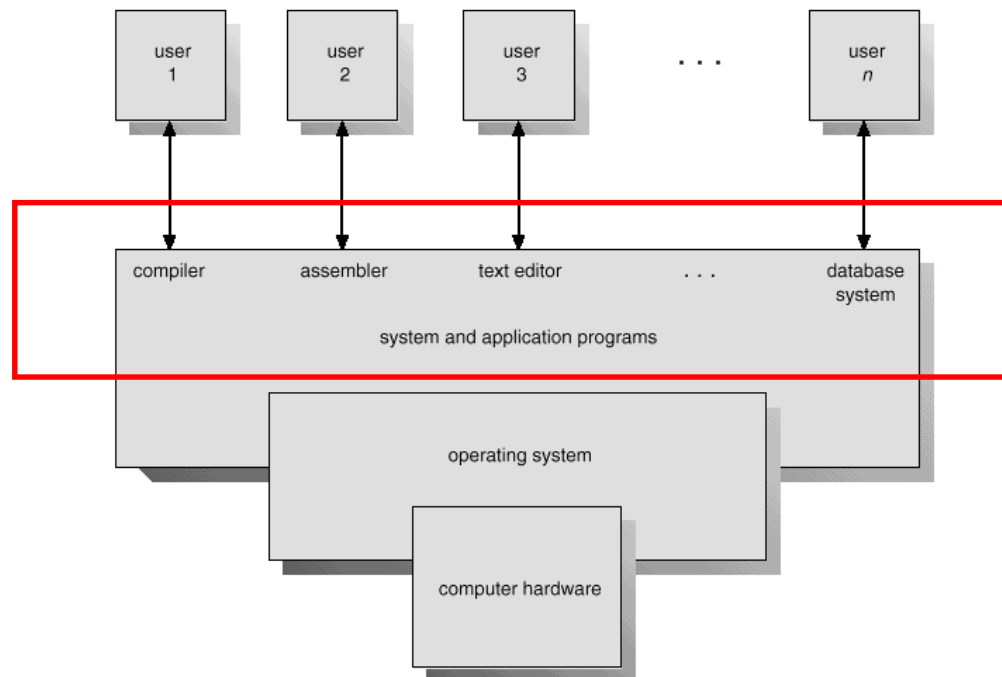 user
1
user
2
user
3
. . .
user
n
compiler
assembler
text editor
. . .
database
system
system and application programs
operating system
computer hardware